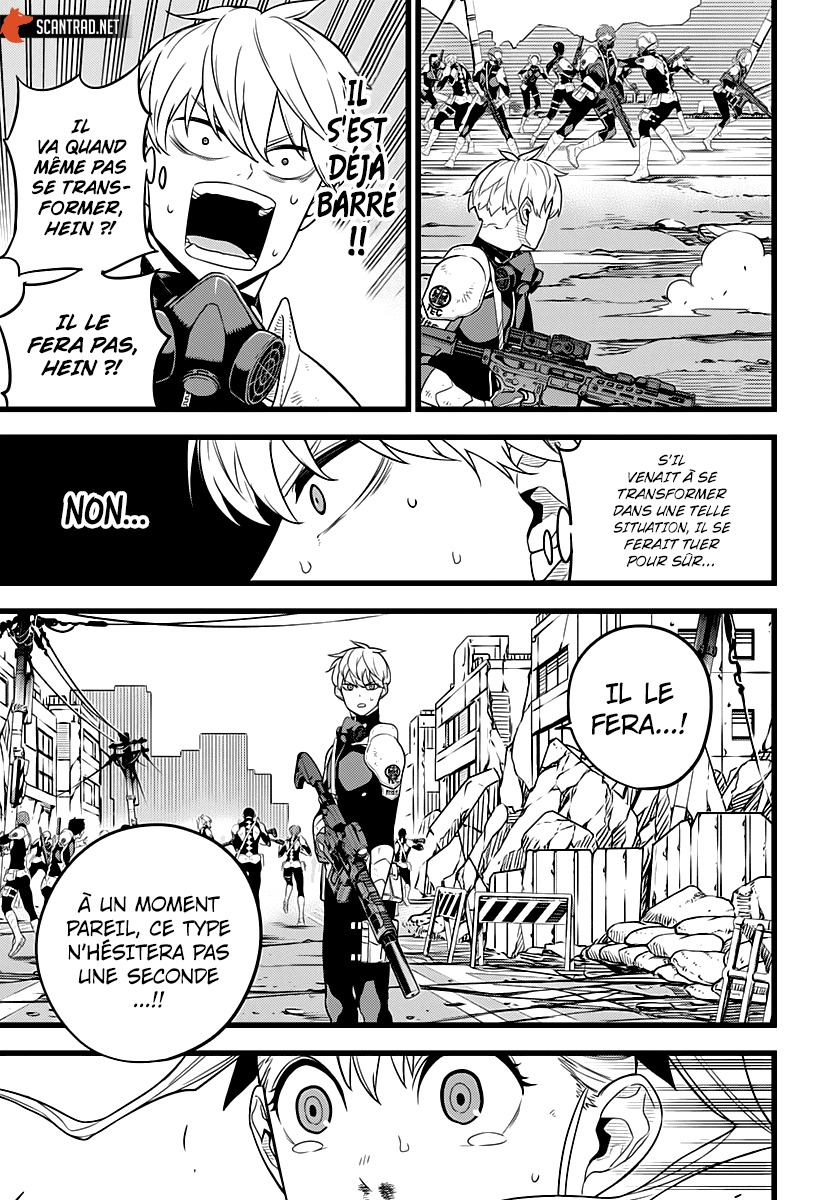 SCANTRAD.NET
IL
S'EST
DÉJÀ
BARRÉ
!!
IL
VA QUAND
MÊME PAS
SE TRANS-
FORMER,
HEIN ?!
IL LE
FERA PAS,
HEIN ?!
S'IL
VENAIT À SE
TRANSFORMER
DANS UNE TELLE
SITUATION, IL SE
FERAIT TUER
POUR SÛR...
NON...
IL LE
FERA...!
À UN MOMENT
PAREIL, CE TYPE
N'HÉSITERA PAS
UNE SECONDE
...!!